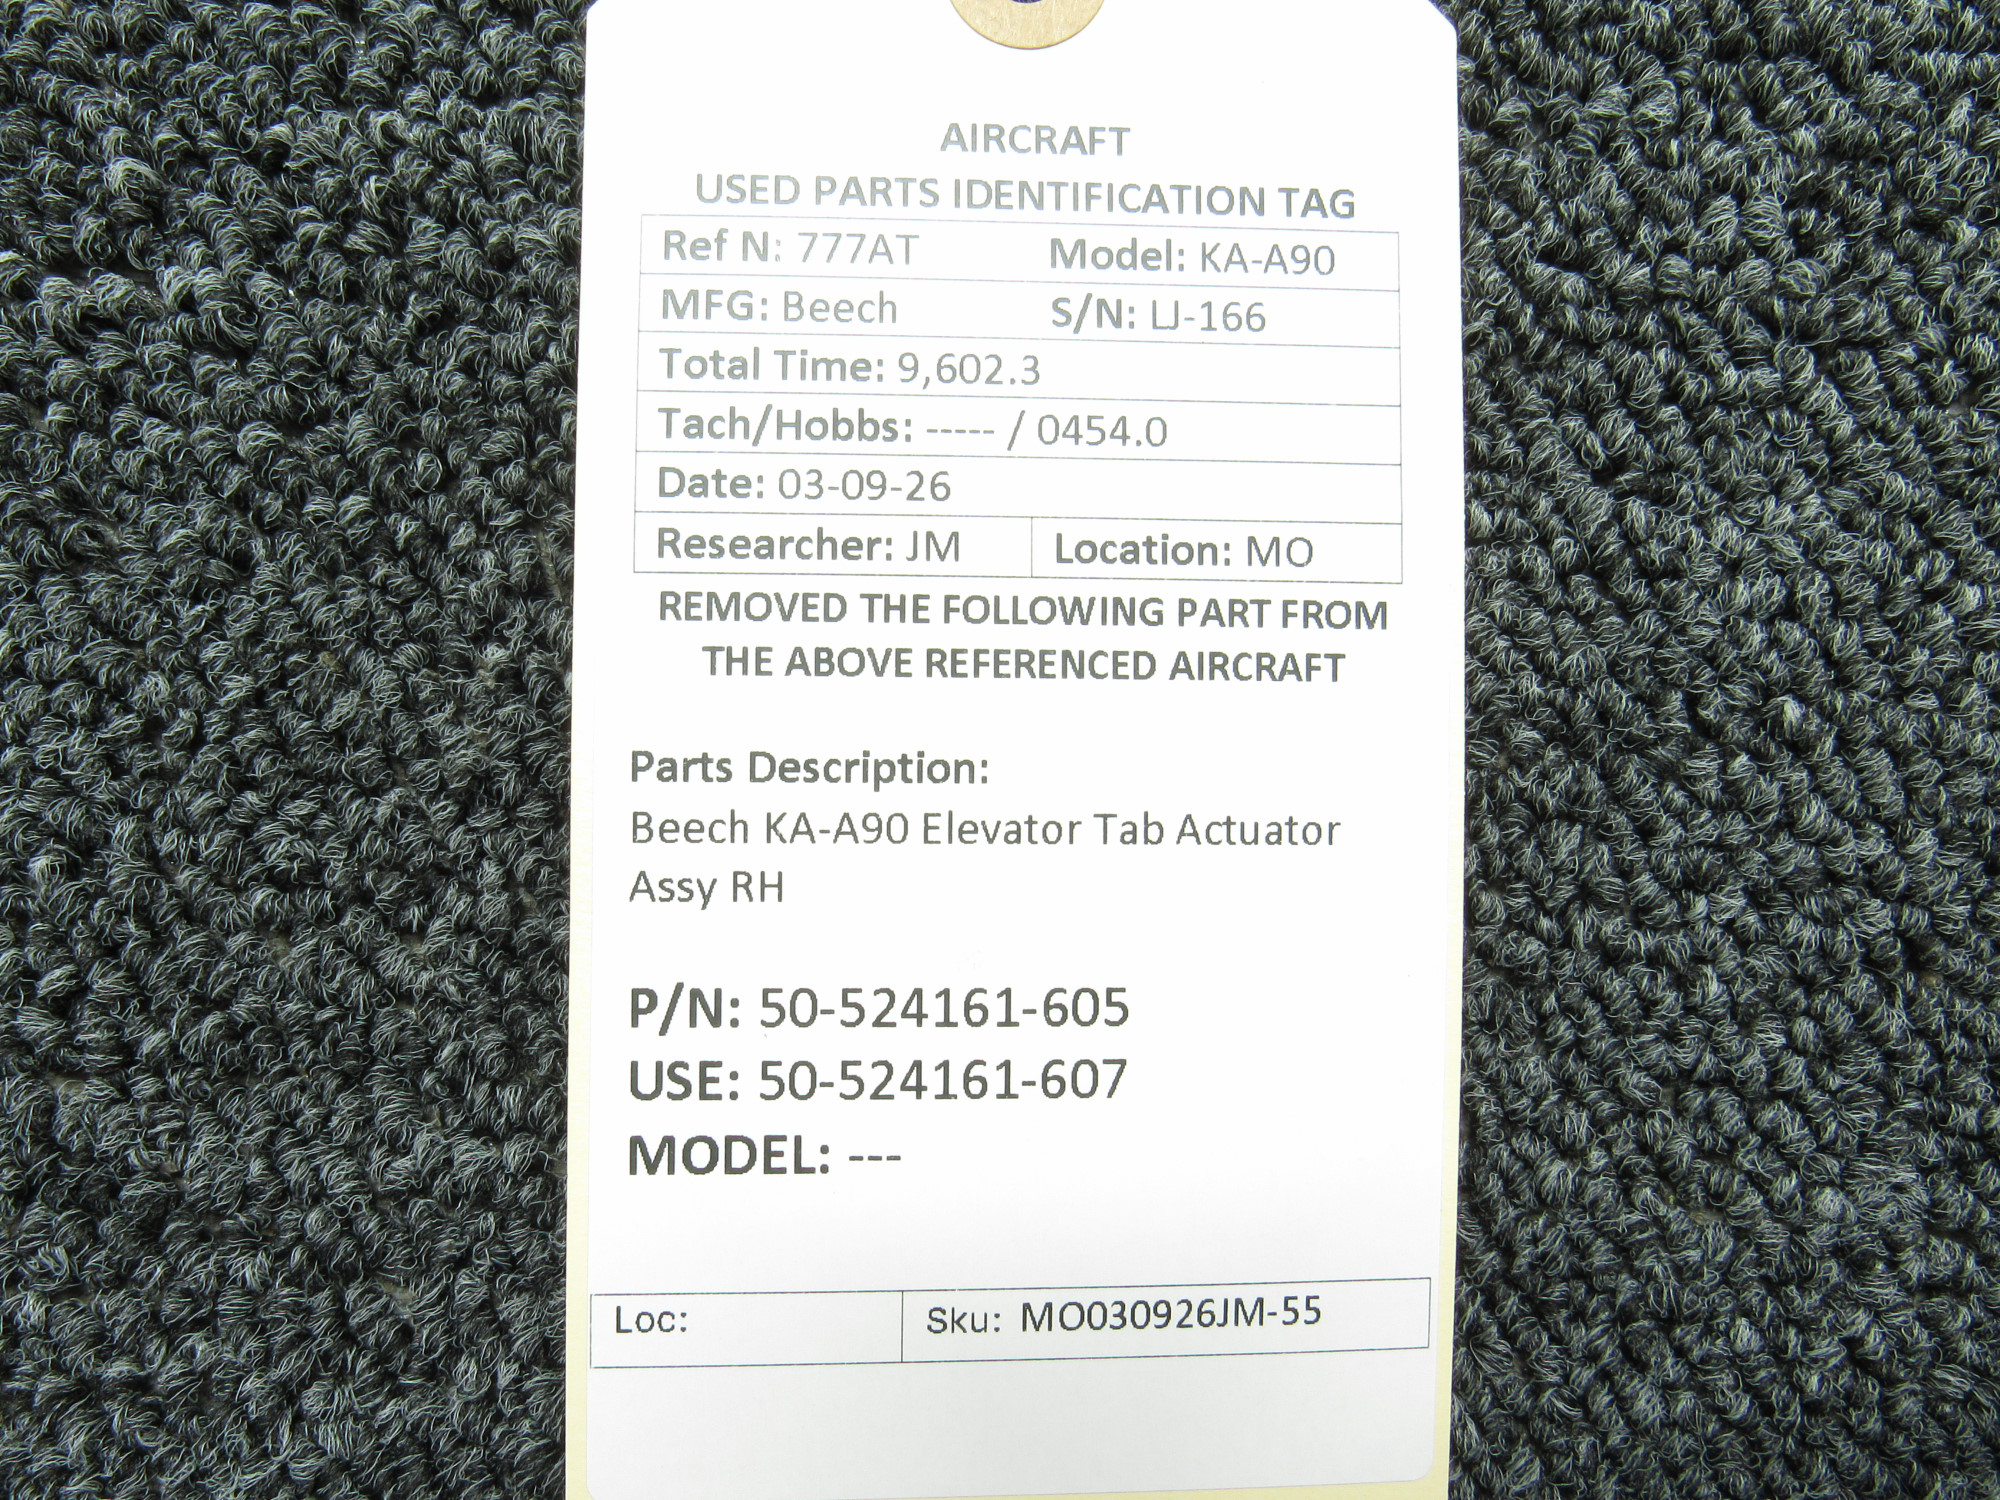 AIRCRAFT
USED PARTS IDENTIFICATION TAG
Ref N: 777AT Model: KA-A90
MFG: Beech S/N: LJ-166
Total Time: 9,602.3
Tach/Hobbs: ----- / 0454.0
Date: 03-09-26
Researcher: JM Location: MO
REMOVED THE FOLLOWING PART FROM
THE ABOVE REFERENCED AIRCRAFT
Parts Description:
Beech KA-A90 Elevator Tab Actuator
Assy RH
P/N: 50-524161-605
USE: 50-524161-607
MODEL: ---
Loc: Sku: MO030926JM-55